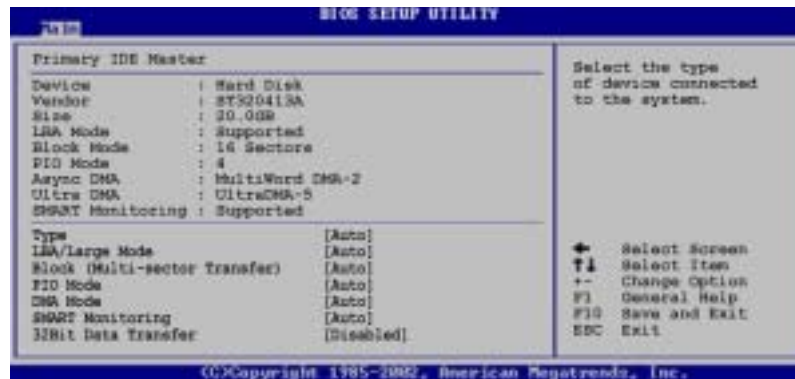 BIOS SETUP UTILITY
Main
Primary IDE Master
Device : Hard Disk
Vendor : ST320413A
Size : 20.0GB
LBA Mode : Supported
Block Mode : 16 Sectors
PIO Mode : 4
Async DMA : MultiWord DMA-2
Ultra DMA : UltraDMA-5
SMART Monitoring : Supported
Type [Auto]
LBA/Large Mode [Auto]
Block (Multi-sector Transfer) [Auto]
PIO Mode [Auto]
DMA Mode [Auto]
SMART Monitoring [Auto]
32Bit Data Transfer [Disabled]
Select the type
of device connected
to the system.
← Select Screen
↑↓ Select Item
+- Change Option
F1 General Help
F10 Save and Exit
ESC Exit
(C)Copyright 1985-2002, American Megatrends, Inc.